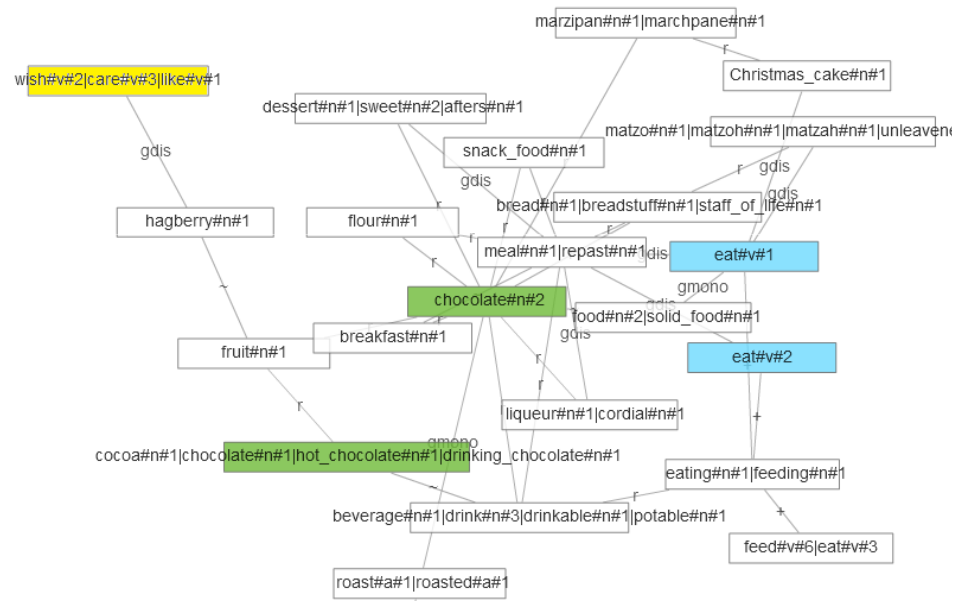 marzipan#n#1|marchpane#n#1
r
wish#v#2|care#v#3|like#v#1
Christmas_cake#n#1
dessert#n#1|sweet#n#2|afters#n#1
matzo#n#1|matzoh#n#1|matzah#n#1|unleavene
snack_food#n#1
gdis
r
gdis
gdis
gdis
r
bread#n#1|breadstuff#n#1|staff_of_life#n#1
hagberry#n#1
flour#n#1
r
r
r
r
meal#n#1|repast#n#1
gdis
eat#v#1
r
~
gmono
chocolate#n#2
gdis
food#n#2|solid_food#n#1
r
breakfast#n#1
gdis
fruit#n#1
r
eat#v#2
+
r
r
r
liqueur#n#1|cordial#n#1
+
gmono
cocoa#n#1|chocolate#n#1|hot_chocolate#n#1|drinking_chocolate#n#1
eating#n#1|feeding#n#1
~
r
beverage#n#1|drink#n#3|drinkable#n#1|potable#n#1
+
feed#v#6|eat#v#3
roast#a#1|roasted#a#1